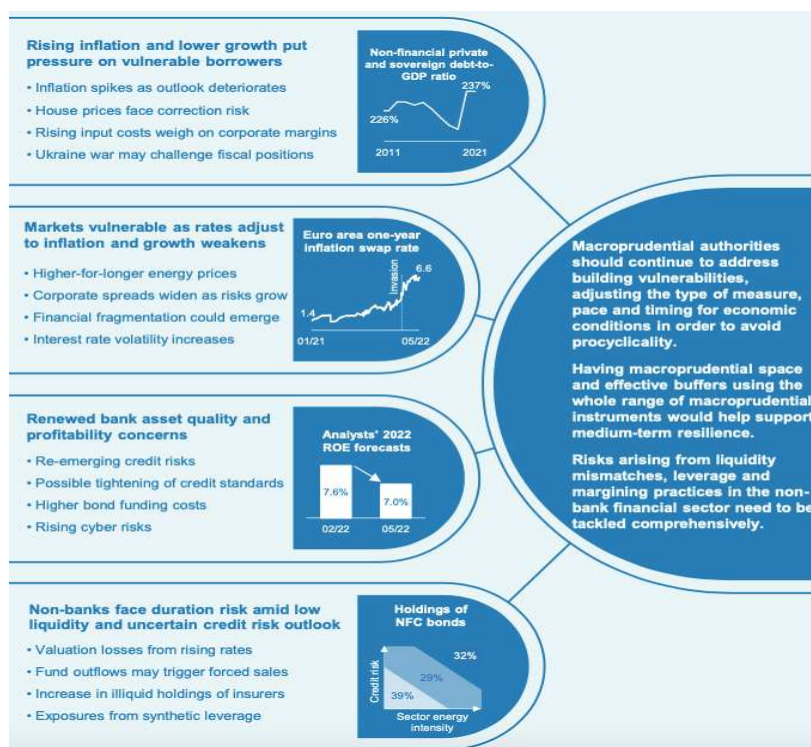 Rising inflation and lower growth put
pressure on vulnerable borrowers
• Inflation spikes as outlook deteriorates
• House prices face correction risk
• Rising input costs weigh on corporate margins
• Ukraine war may challenge fiscal positions
Non-financial private
and sovereign debt-to-
GDP ratio
237%
226%
2011
2021
Markets vulnerable as rates adjust
to inflation and growth weakens
• Higher-for-longer energy prices
• Corporate spreads widen as risks grow
• Financial fragmentation could emerge
• Interest rate volatility increases
Euro area one-year
inflation swap rate
Invasion
6.6
1.4
01/21
05/22
Renewed bank asset quality and
profitability concerns
• Re-emerging credit risks
• Possible tightening of credit standards
• Higher bond funding costs
• Rising cyber risks
Analysts' 2022
ROE forecasts
7.6%
7.0%
02/22
05/22
Non-banks face duration risk amid low
liquidity and uncertain credit risk outlook
• Valuation losses from rising rates
• Fund outflows may trigger forced sales
• Increase in illiquid holdings of insurers
• Exposures from synthetic leverage
Holdings of
NFC bonds
Credit risk
32%
29%
39%
Sector energy
intensity
Macroprudential authorities
should continue to address
building vulnerabilities,
adjusting the type of measure,
pace and timing for economic
conditions in order to avoid
procyclicality.
Having macroprudential space
and effective buffers using the
whole range of macroprudential
instruments would help support
medium-term resilience.
Risks arising from liquidity
mismatches, leverage and
margining practices in the non-
bank financial sector need to be
tackled comprehensively.